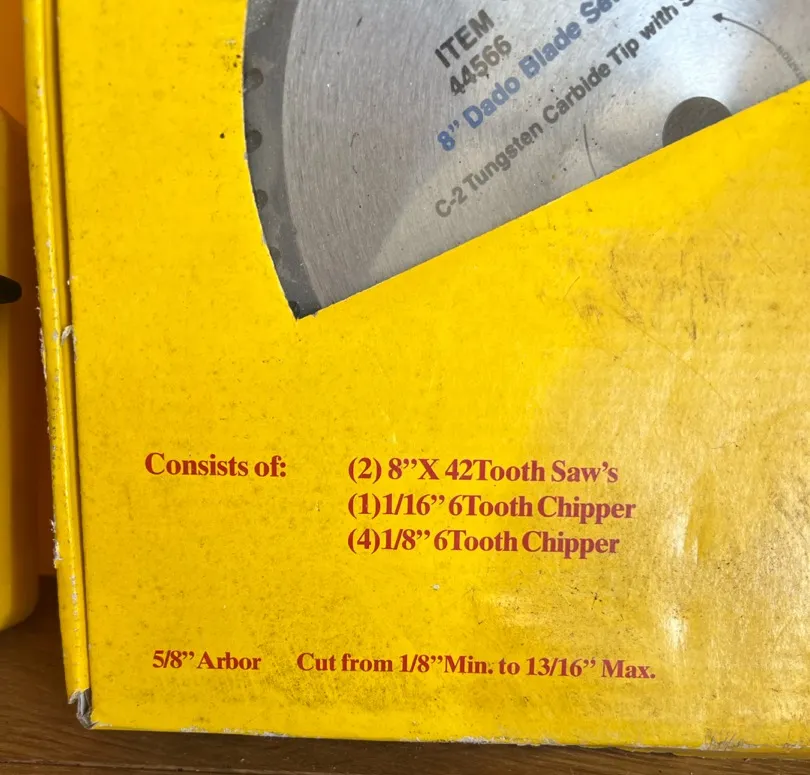 ITEM
44566
8” Dado Blade Set
C-2 Tungsten Carbide Tip with
Consists of:
(2) 8”X 42Tooth Saw’s
(1)1/16” 6Tooth Chipper
(4)1/8” 6Tooth Chipper
5/8” Arbor Cut from 1/8”Min. to 13/16” Max.